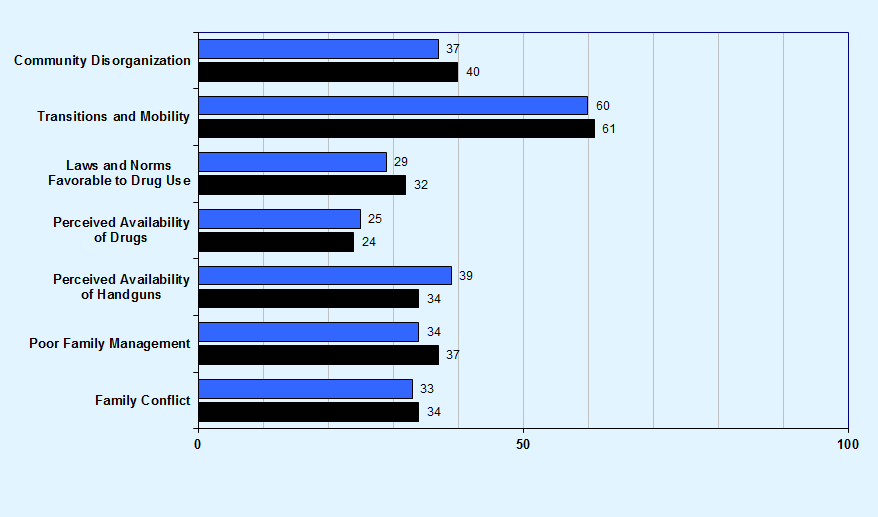 Community Disorganization
37
40
Transitions and Mobility
60
61
Laws and Norms
Favorable to Drug Use
29
32
Perceived Availability
of Drugs
25
24
Perceived Availability
of Handguns
39
34
Poor Family Management
34
37
Family Conflict
33
34
0 50 100